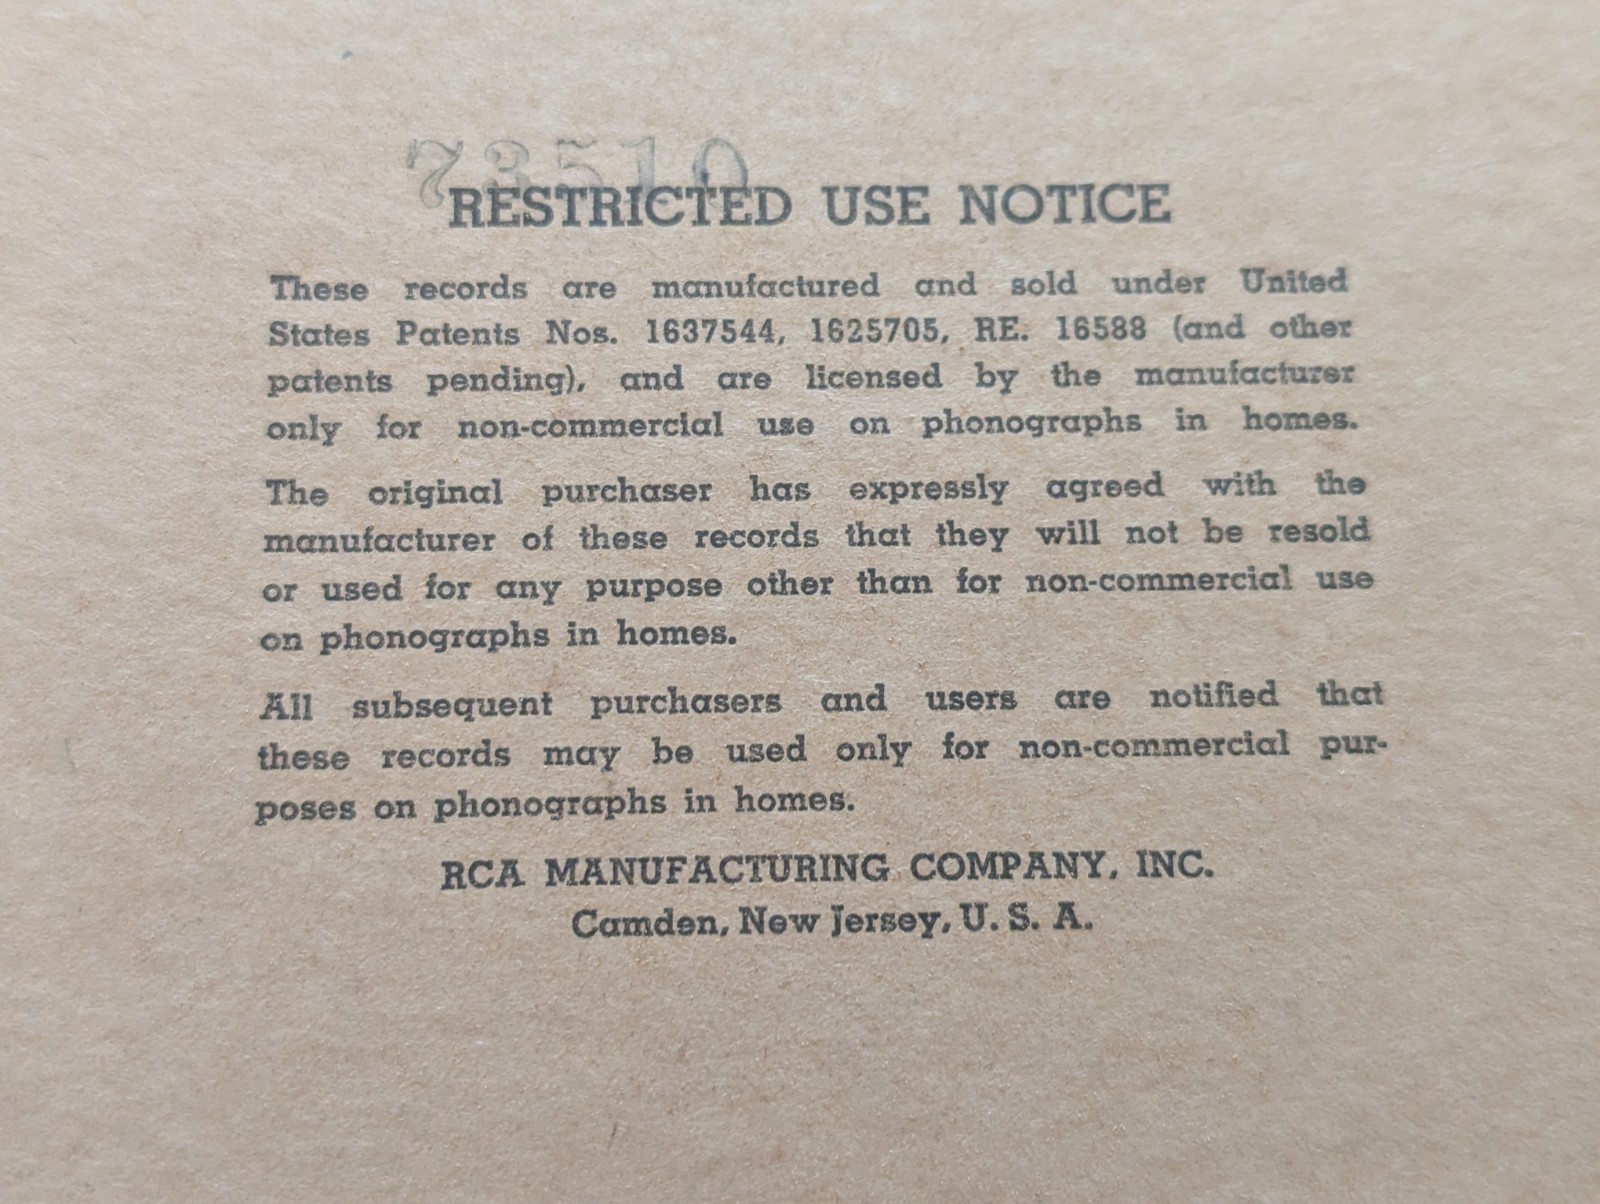 73510
RESTRICTED USE NOTICE
These records are manufactured and sold under United
States Patents Nos. 1637544, 1625705, RE. 16588 (and other
patents pending), and are licensed by the manufacturer
only for non-commercial use on phonographs in homes.
The original purchaser has expressly agreed with the
manufacturer of these records that they will not be resold
or used for any purpose other than for non-commercial use
on phonographs in homes.
All subsequent purchasers and users are notified that
these records may be used only for non-commercial pur-
poses on phonographs in homes.
RCA MANUFACTURING COMPANY, INC.
Camden, New Jersey, U. S. A.